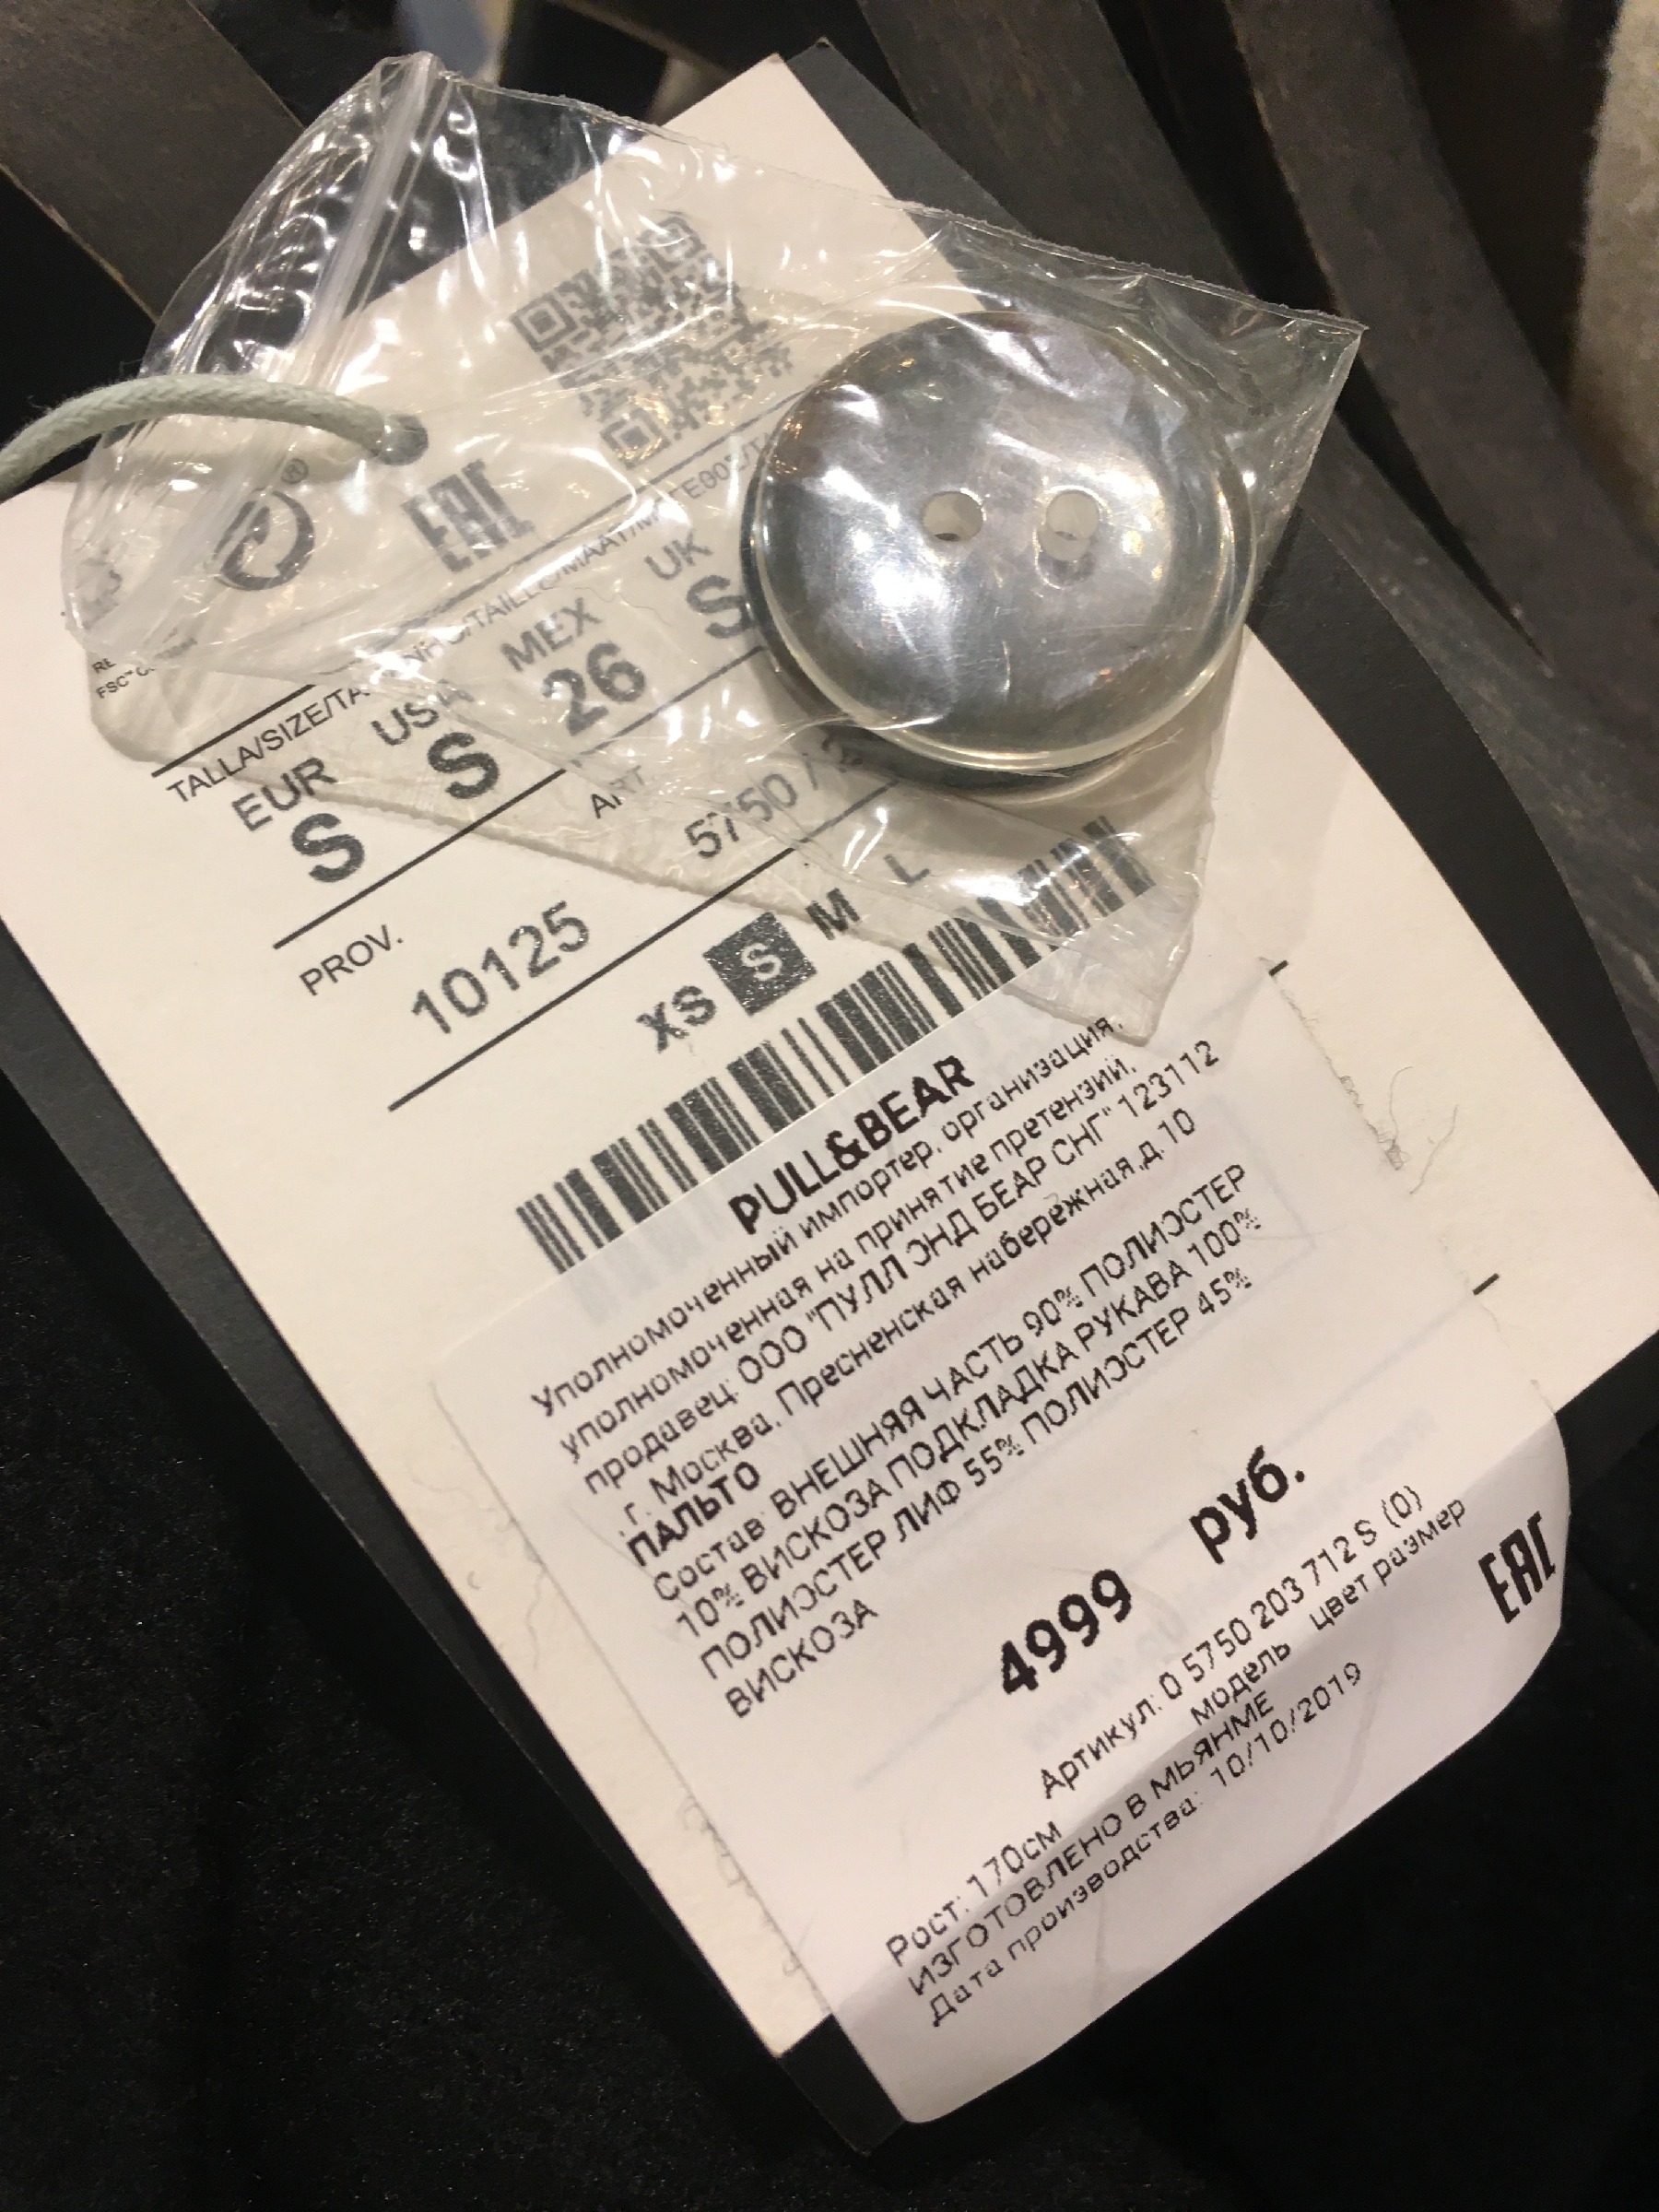 ®
EAC
FSC
TALLA/SIZE/TA
EUR USA MEX UK
S S 26 S
PROV. ART
10125 5750 /
XS S M L
PULL&BEAR
Уполномоченный импортер, организация,
уполномоченная на принятие претензий,
продавец: ООО "ПУЛЛ ЭНД БЕАР СНГ" 123112
,г. Москва, Пресненская набережная,д.10
ПАЛЬТО
Состав: ВНЕШНЯЯ ЧАСТЬ 90% ПОЛИЭСТЕР
10% ВИСКОЗА ПОДКЛАДКА РУКАВА 100%
ПОЛИЭСТЕР ЛИФ 55% ПОЛИЭСТЕР 45%
ВИСКОЗА
4999 руб.
Артикул: 0 5750 203 712 S (0)
модель цвет размер
Рост: 170см
ИЗГОТОВЛЕНО В МЬЯНМЕ
Дата производства: 10/10/2019
EAC